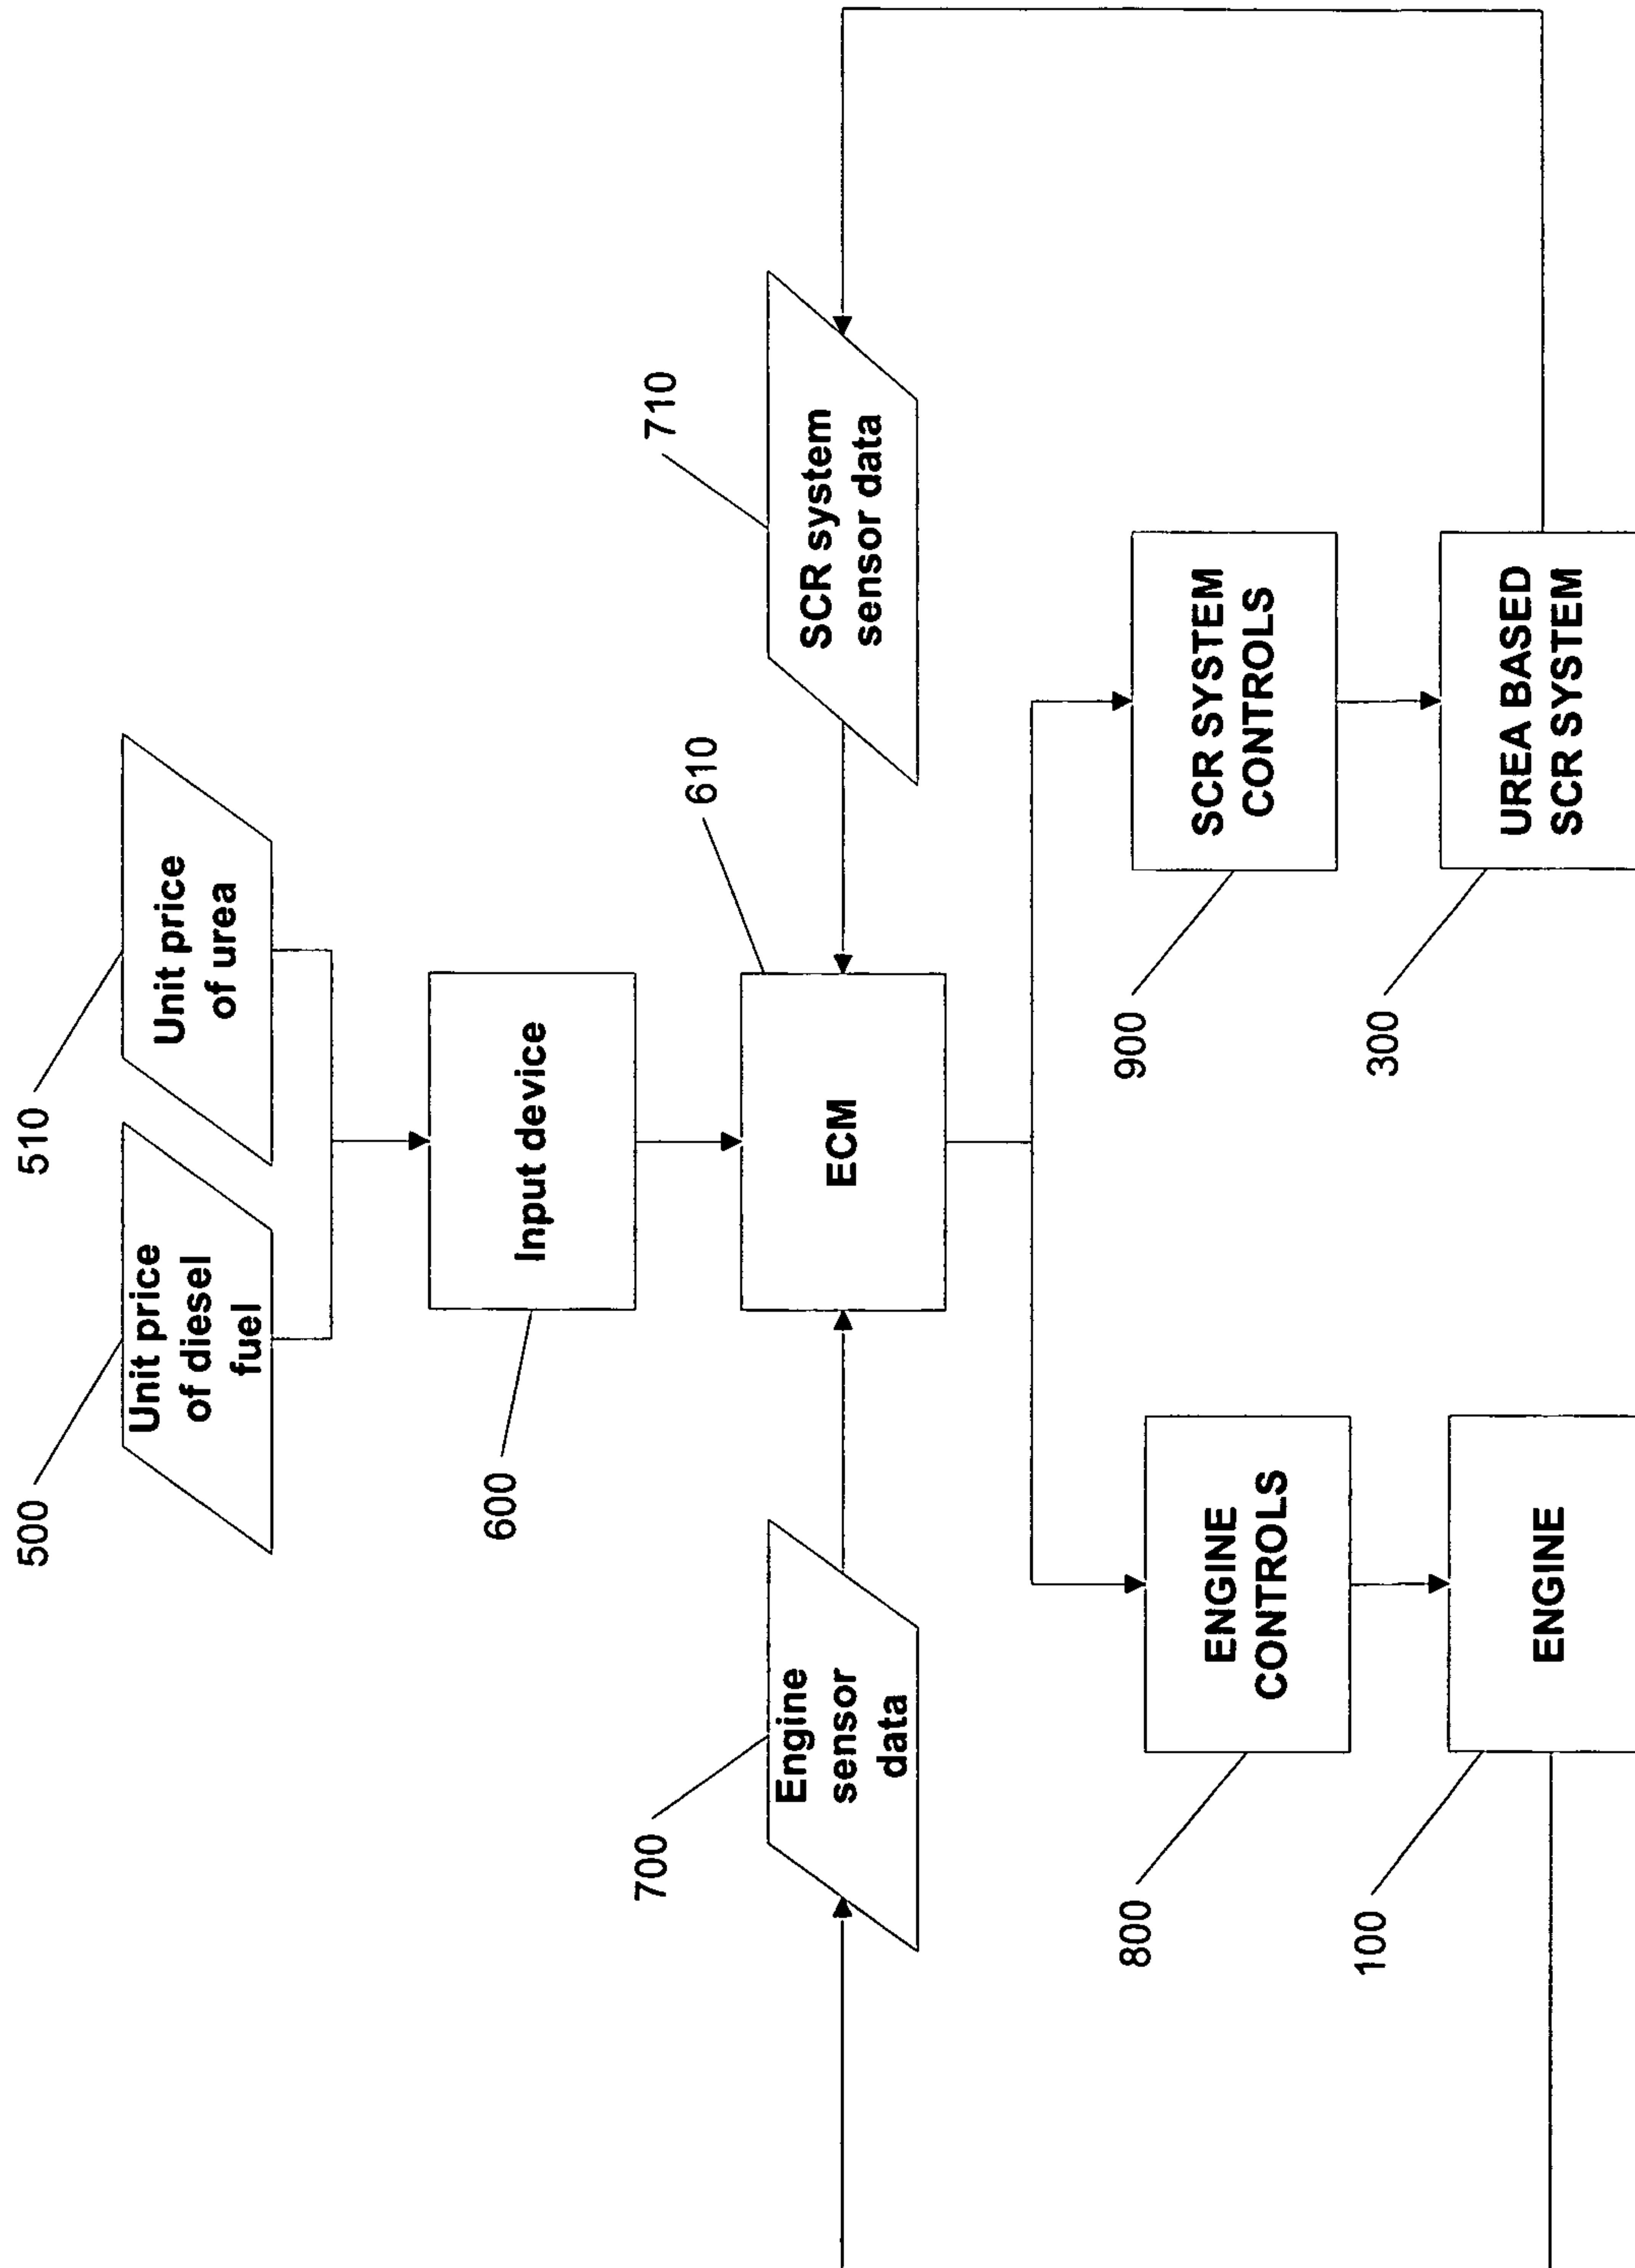 500
510
Unit price
of diesel
fuel
Unit price
of urea
600
Input device
700
Engine
sensor
data
610
ECM
710
SCR system
sensor data
800
ENGINE
CONTROLS
900
SCR SYSTEM
CONTROLS
100
ENGINE
300
UREA BASED
SCR SYSTEM